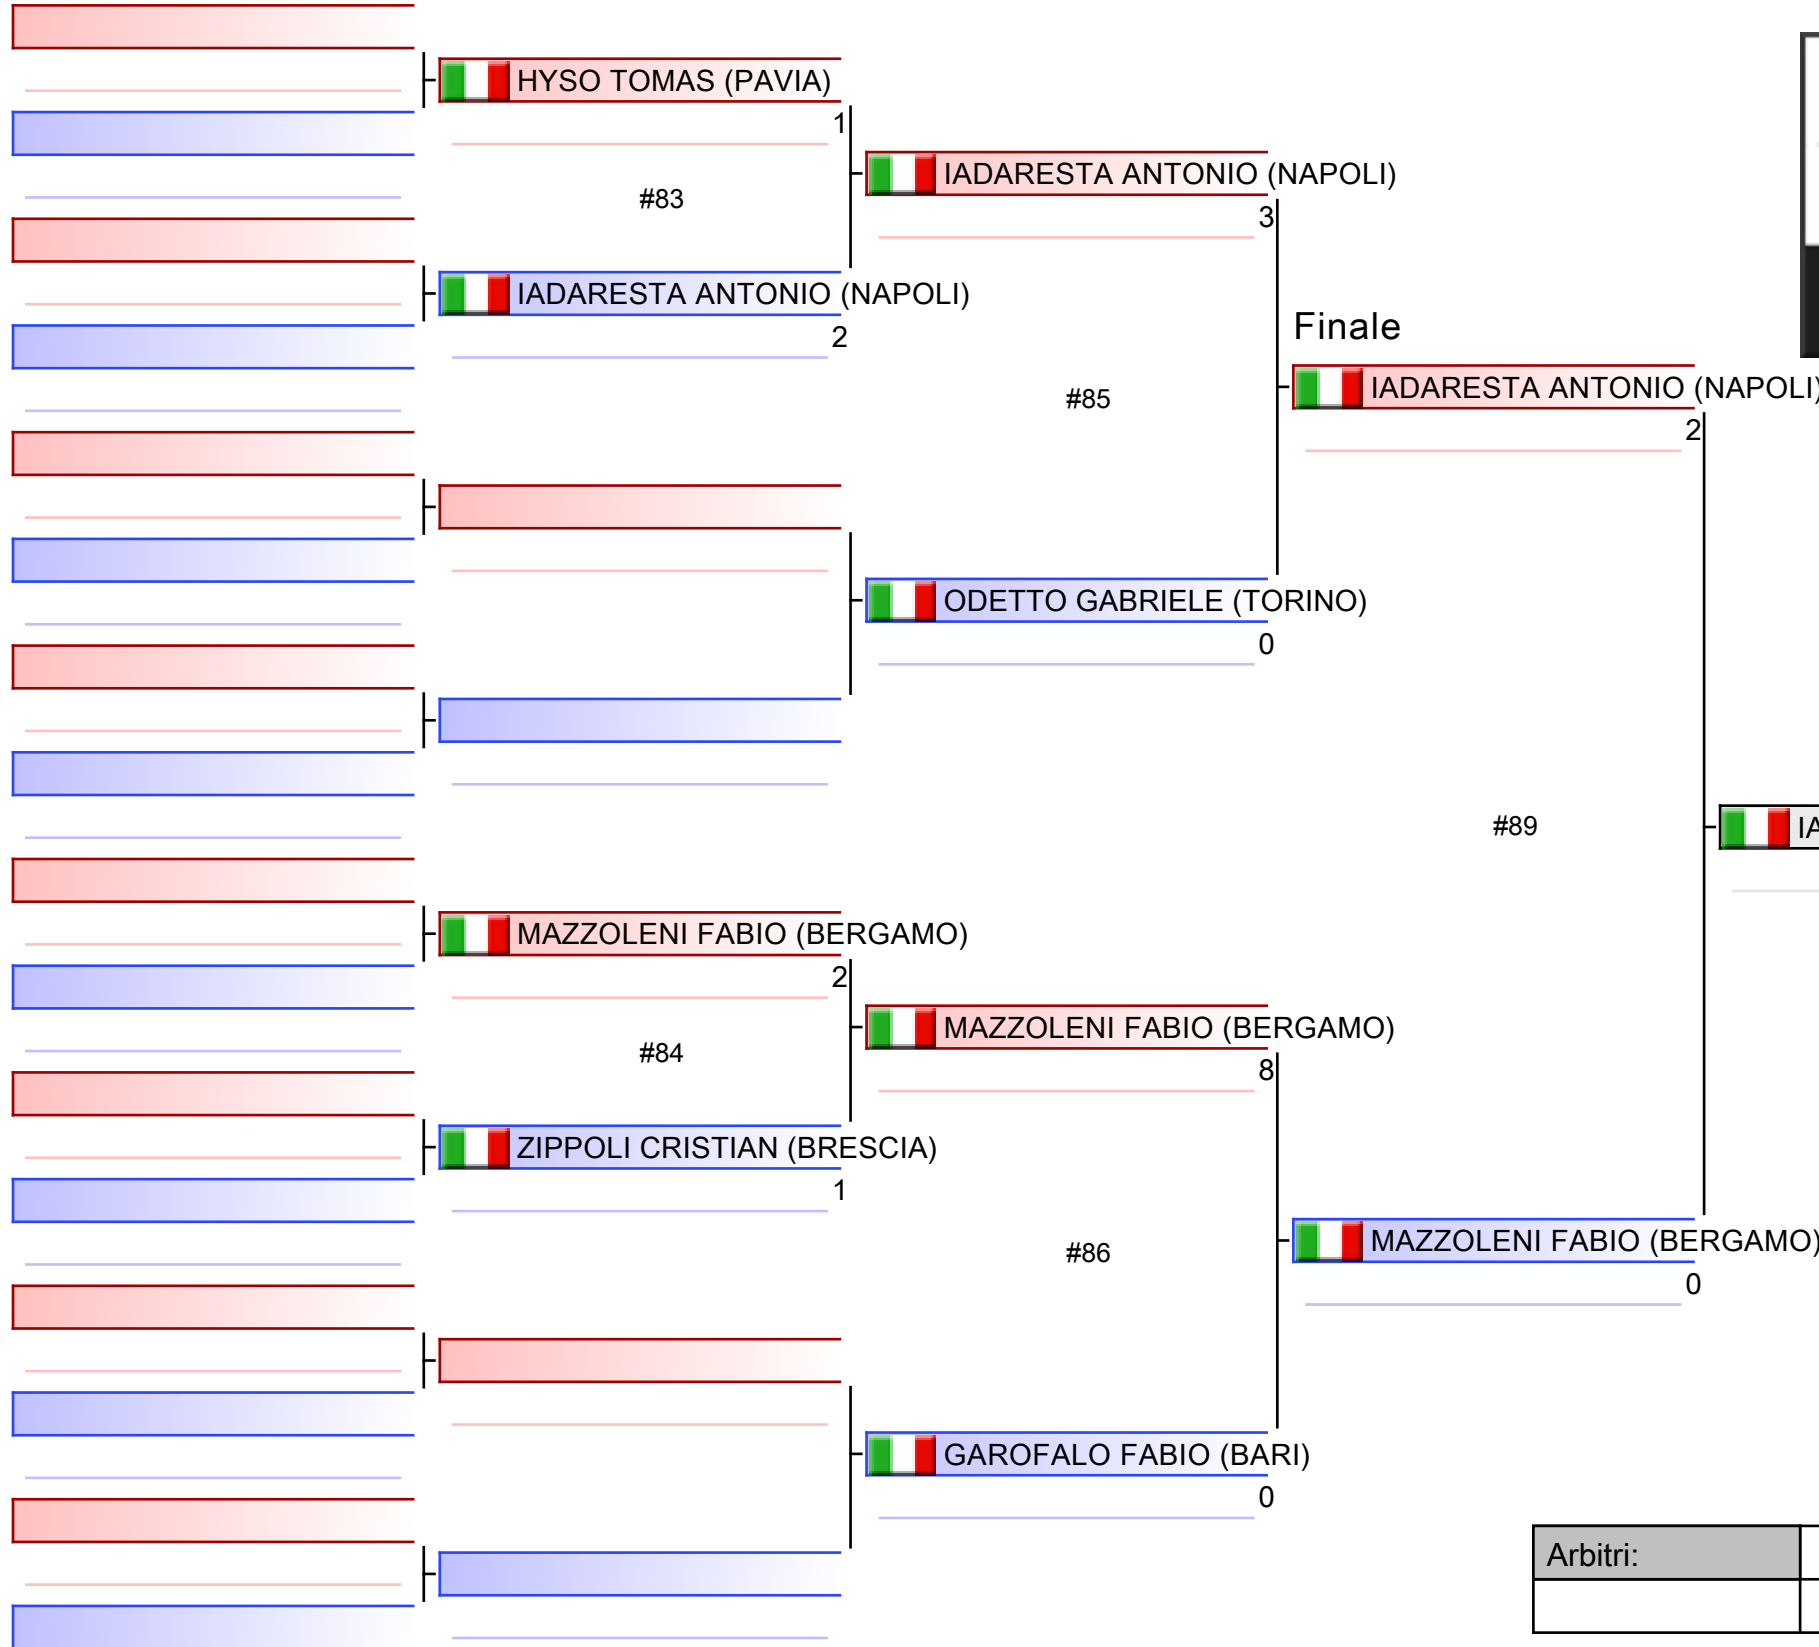 HYSO TOMAS (PAVIA)
1
#83
IADARESTA ANTONIO (NAPOLI)
2
IADARESTA ANTONIO (NAPOLI)
3
#85
ODETTO GABRIELE (TORINO)
0
Finale
IADARESTA ANTONIO (NAPOLI)
2
#89
IA
MAZZOLENI FABIO (BERGAMO)
2
#84
ZIPPOLI CRISTIAN (BRESCIA)
1
MAZZOLENI FABIO (BERGAMO)
8
#86
GAROFALO FABIO (BARI)
0
MAZZOLENI FABIO (BERGAMO)
0
Arbitri: